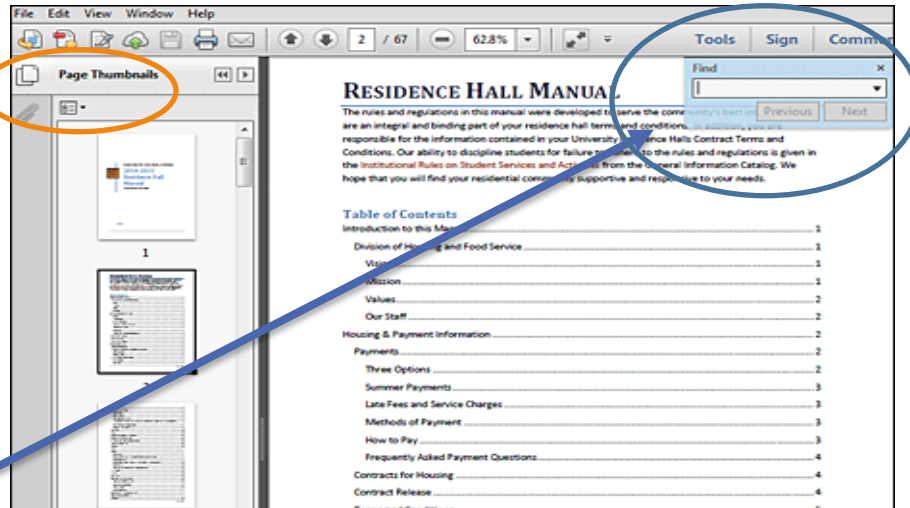 File Edit View Window Help
2 / 67 62.8% Tools Sign Commen
Page Thumbnails
Find
Previous Next
1
RESIDENCE HALL MANUAL
The rules and regulations in this manual were developed to serve the community's best
are an integral and binding part of your residence hall terms and conditions. In addition, you are
responsible for the information contained in your University Residence Halls Contract Terms and
Conditions. Our ability to discipline students for failure to to the rules and regulations is given in
the Institutional Rules on Student Services and Activities from the General Information Catalog. We
hope that you will find your residential community supportive and responsive to your needs.
Table of Contents
Introduction to this Manual 1
Division of Housing and Food Service 1
Vision 1
Mission 1
Values 2
Our Staff 2
Housing & Payment Information 2
Payments 2
Three Options 2
Summer Payments 3
Late Fees and Service Charges 3
Methods of Payment 3
How to Pay 3
Frequently Asked Payment Questions 4
Contracts for Housing 4
Contract Release 4